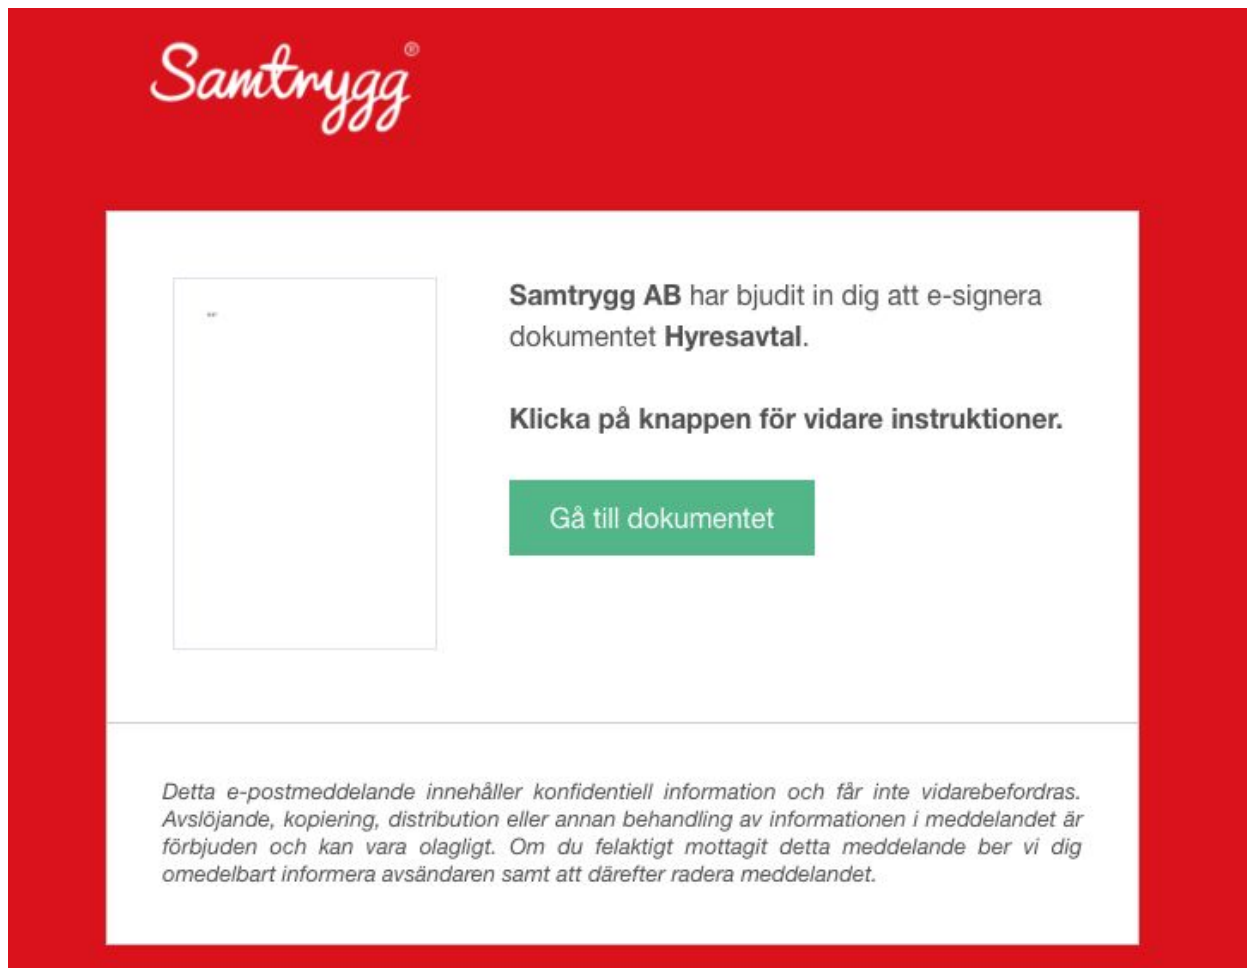 Samtrygg®
Samtrygg AB har bjudit in dig att e-signera
dokumentet Hyresavtal.
Klicka på knappen för vidare instruktioner.
Gå till dokumentet
Detta e-postmeddelande innehåller konfidentiell information och får inte vidarebefordras.
Avslöjande, kopiering, distribution eller annan behandling av informationen i meddelandet är
förbjuden och kan vara olagligt. Om du felaktigt mottagit detta meddelande ber vi dig
omedelbart informera avsändaren samt att därefter radera meddelandet.